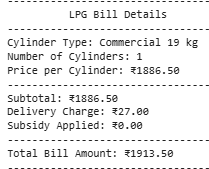 ----------------------------------
LPG Bill Details
----------------------------------
Cylinder Type: Commercial 19 kg
Number of Cylinders: 1
Price per Cylinder: ₹1886.50
----------------------------------
Subtotal: ₹1886.50
Delivery Charge: ₹27.00
Subsidy Applied: ₹0.00
----------------------------------
Total Bill Amount: ₹1913.50
----------------------------------